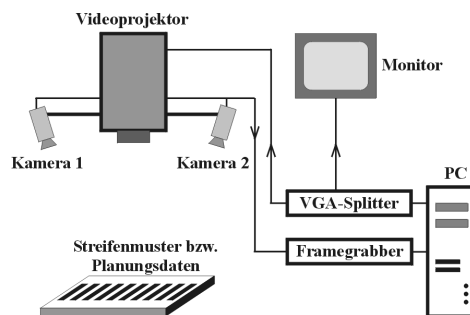 Videoprojektor
Monitor
Kamera 1
Kamera 2
PC
VGA-Splitter
Framegrabber
Streifenmuster bzw.
Planungsdaten